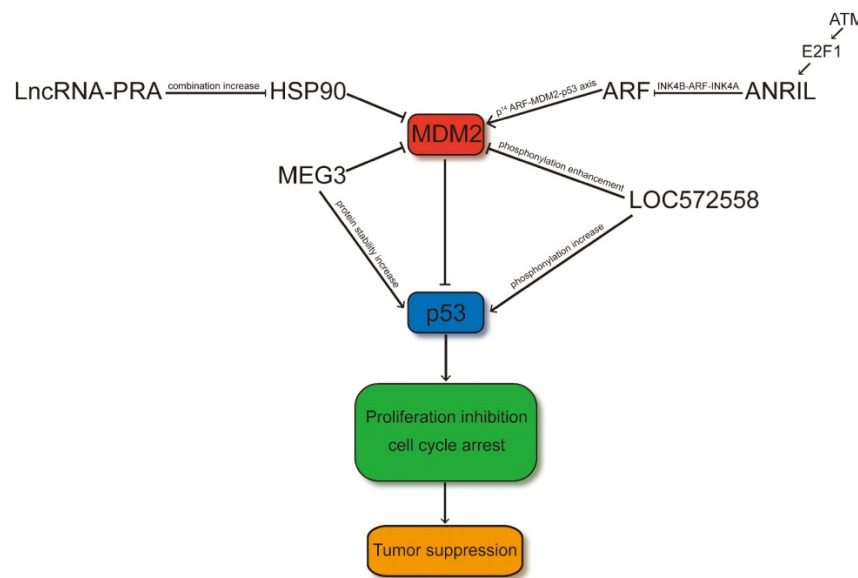 ATM
E2F1
LncRNA-PRA
combination increase
HSP90
p¹⁴ ARF-MDM2-p53 axis
ARF
INK4B-ARF-INK4A
ANRIL
MDM2
phosphonylation enhancement
MEG3
LOC572558
protein stability increase
phosphonylation increase
p53
Proliferation inhibition
cell cycle arrest
Tumor suppression